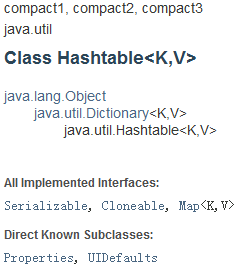 compact1, compact2, compact3
java.util
Class Hashtable<K,V>
java.lang.Object
java.util.Dictionary<K,V>
java.util.Hashtable<K,V>
All Implemented Interfaces:
Serializable, Cloneable, Map<K,V>
Direct Known Subclasses:
Properties, UIDefaults